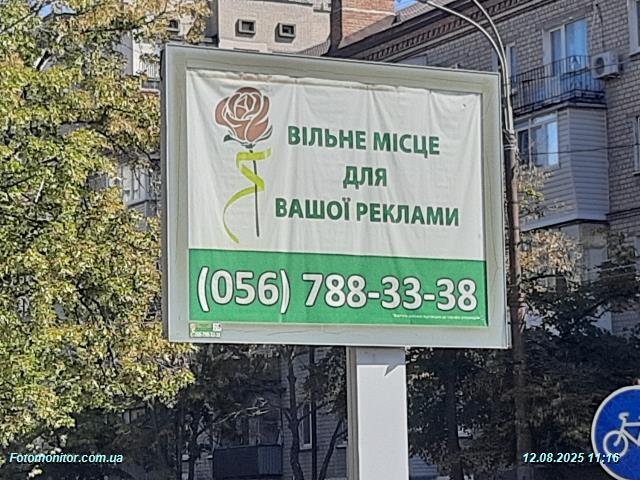 ВІЛЬНЕ МІСЦЕ
ДЛЯ
ВАШОЇ РЕКЛАМИ
(056) 788-33-38
Fotomonitor.com.ua
12.08.2025 11:16